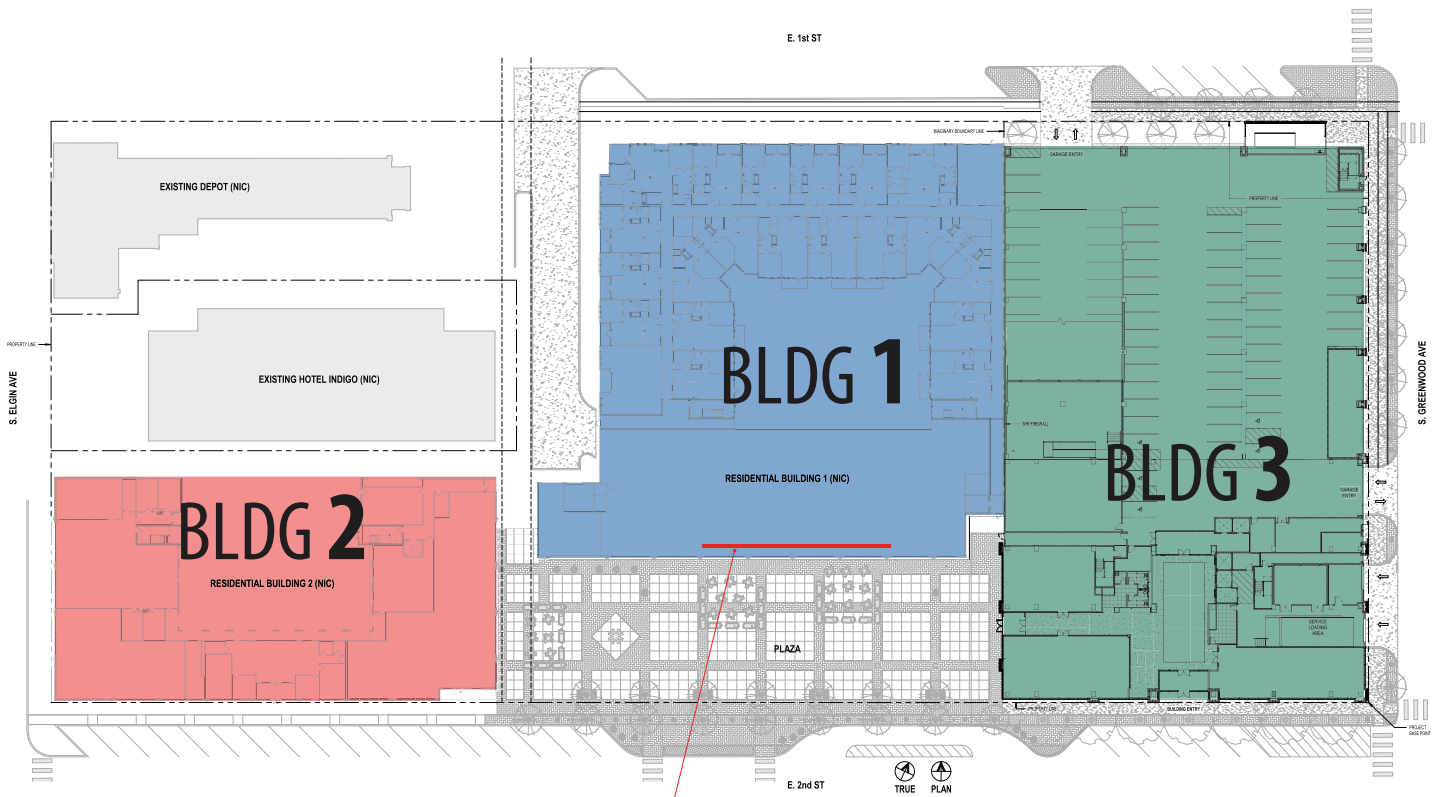 E. 1st ST
IMAGINARY BOUNDARY LINE
GARAGE ENTRY
EXISTING DEPOT (NIC)
PROPERTY LINE
PROPERTY LINE
EXISTING HOTEL INDIGO (NIC)
S. ELGIN AVE
S. GREENWOOD AVE
BLDG 1
3HR FIREWALL
BLDG 3
RESIDENTIAL BUILDING 1 (NIC)
GARAGE
ENTRY
BLDG 2
RESIDENTIAL BUILDING 2 (NIC)
SERVICE
LOADING
AREA
PLAZA
PROPERTY LINE
BUILDING ENTRY
PROJECT
BASE POINT
E. 2nd ST
TRUE
PLAN